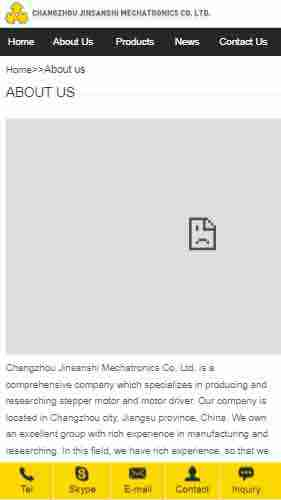 CHANGZHOU JINSANSHI MECHATRONICS CO. LTD.
Home About Us Products News Contact Us
Home>>About us
ABOUT US
Changzhou Jinsanshi Mechatronics Co. Ltd. is a
comprehensive company which specializes in producing and
researching stepper motor and motor driver. Our company is
located in Changzhou city, Jiangsu province, China. We own
an excellent group with rich experience in manufacturing and
researching. In this field, we have rich experience, so that we
Tel Skype E-mail Contact Inquiry